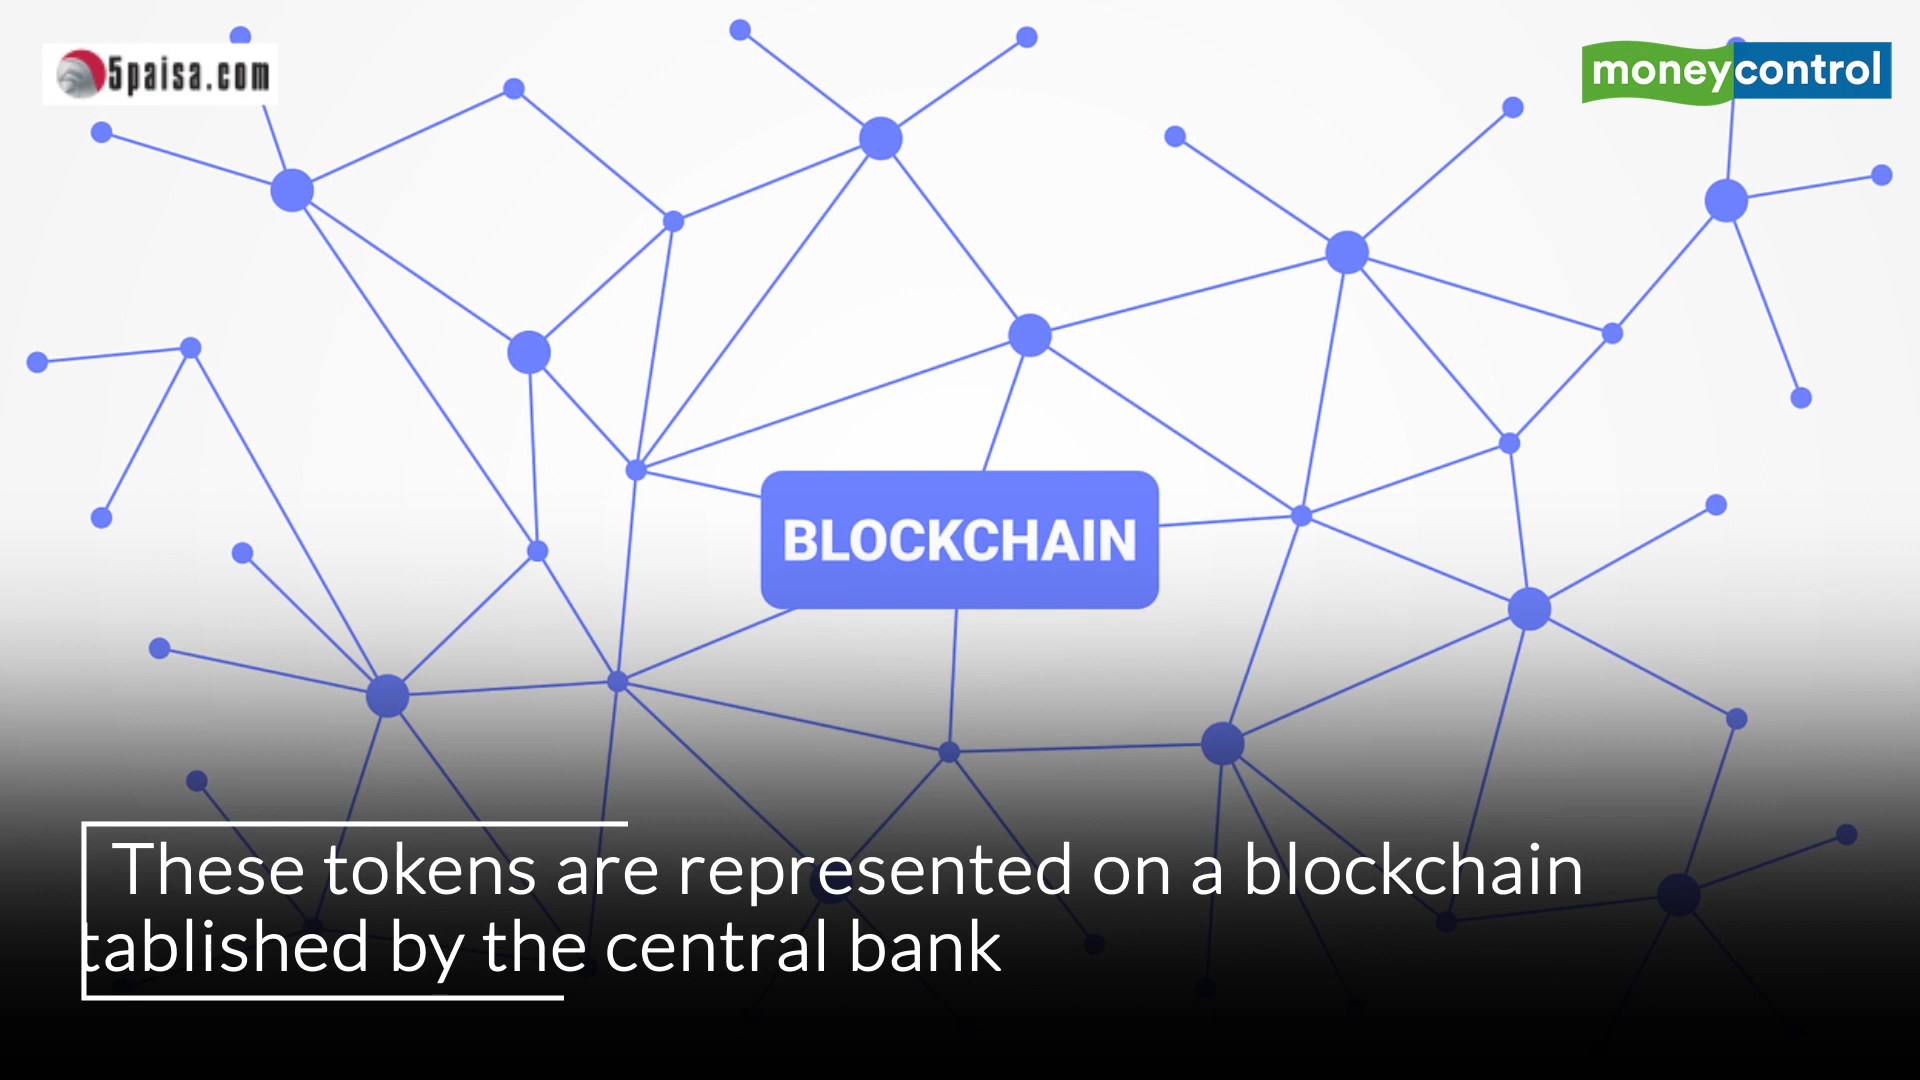 5paisa.com
moneycontrol
BLOCKCHAIN
These tokens are represented on a blockchain
tablished by the central bank